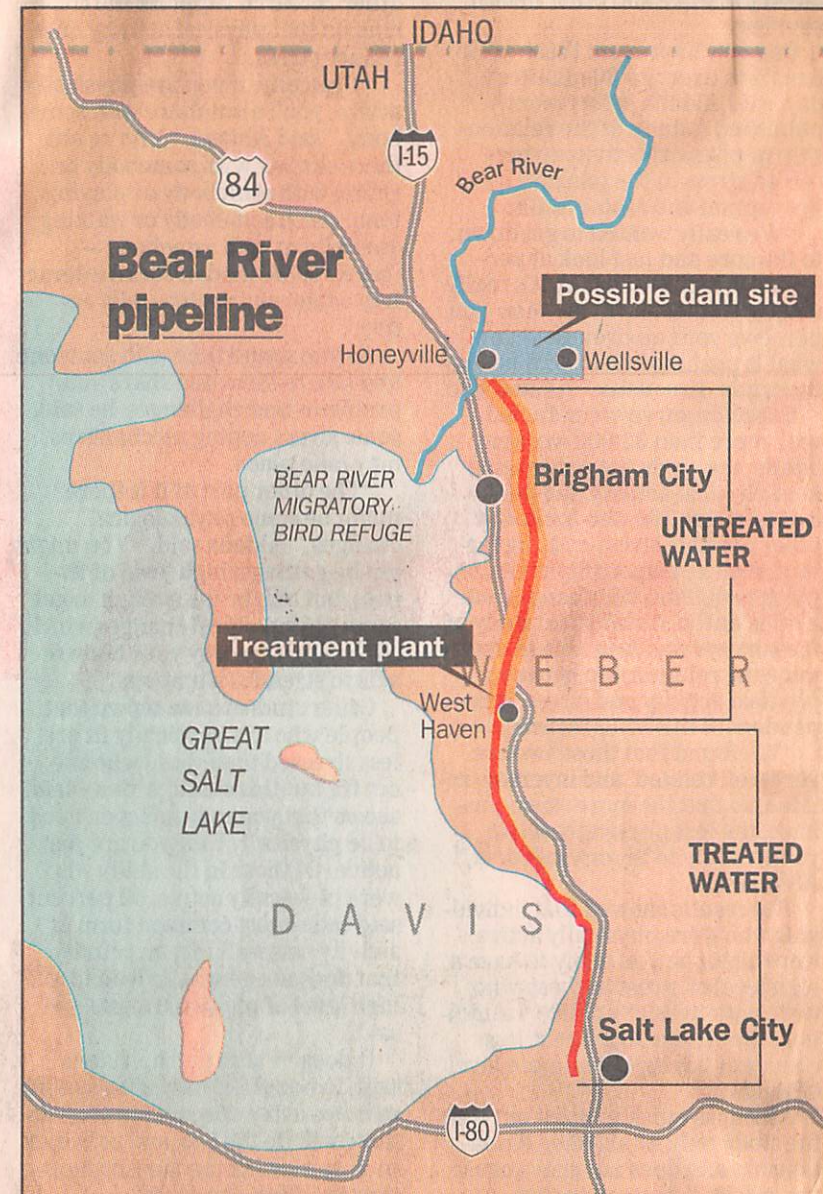 IDAHO
UTAH
84
I-15
Bear River
Bear River
pipeline
Possible dam site
Honeyville
Wellsville
BEAR RIVER
MIGRATORY
BIRD REFUGE
Brigham City
UNTREATED
WATER
Treatment plant
WEBER
West
Haven
GREAT
SALT
LAKE
TREATED
WATER
DAVIS
Salt Lake City
I-80